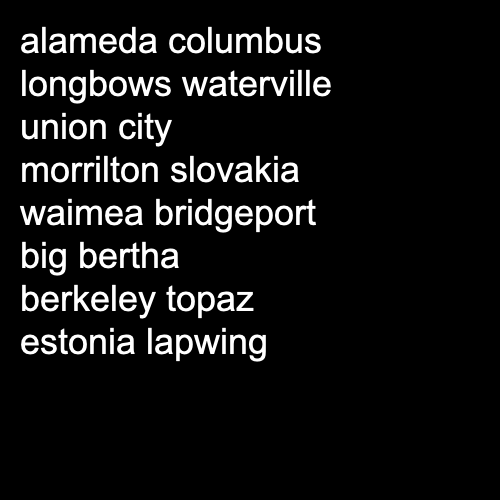 alameda columbus
longbows waterville
union city
morrilton slovakia
waimea bridgeport
big bertha
berkeley topaz
estonia lapwing